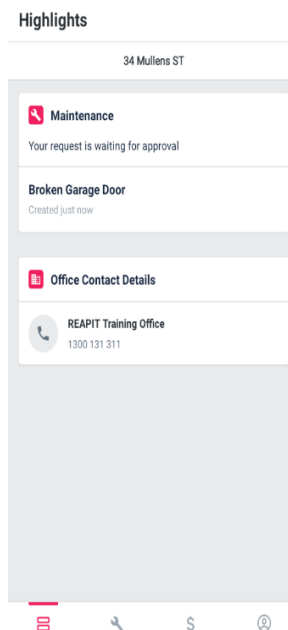 Highlights
34 Mullens ST
Maintenance
Your request is waiting for approval
Broken Garage Door
Created just now
Office Contact Details
REAPIT Training Office
1300 131 311